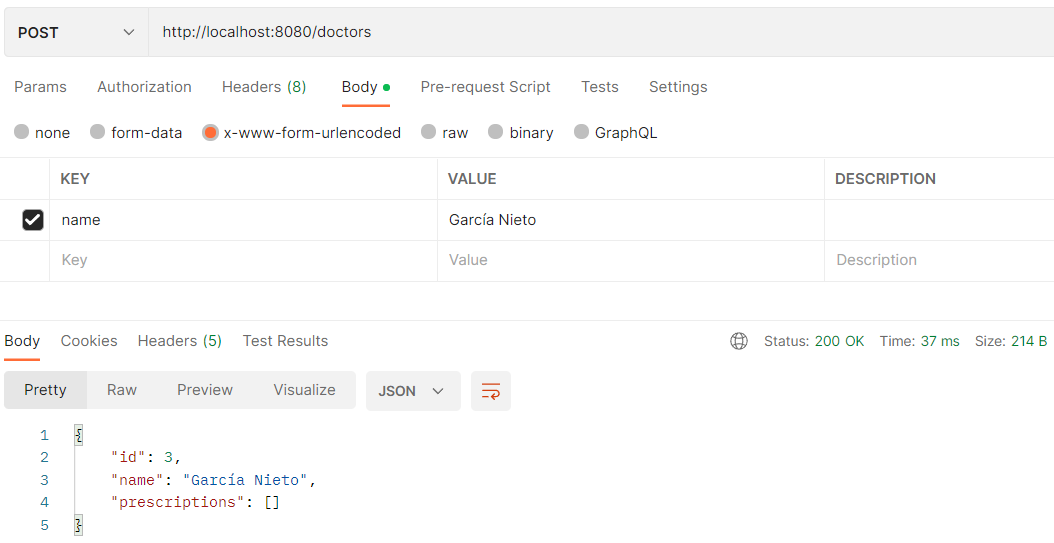 POST http://localhost:8080/doctors
Params Authorization Headers (8) Body Pre-request Script Tests Settings
none form-data x-www-form-urlencoded raw binary GraphQL
KEY VALUE DESCRIPTION
name García Nieto
Key Value Description
Body Cookies Headers (5) Test Results Status: 200 OK Time: 37 ms Size: 214 B
Pretty Raw Preview Visualize JSON
1 {
2 "id": 3,
3 "name": "García Nieto",
4 "prescriptions": []
5 }